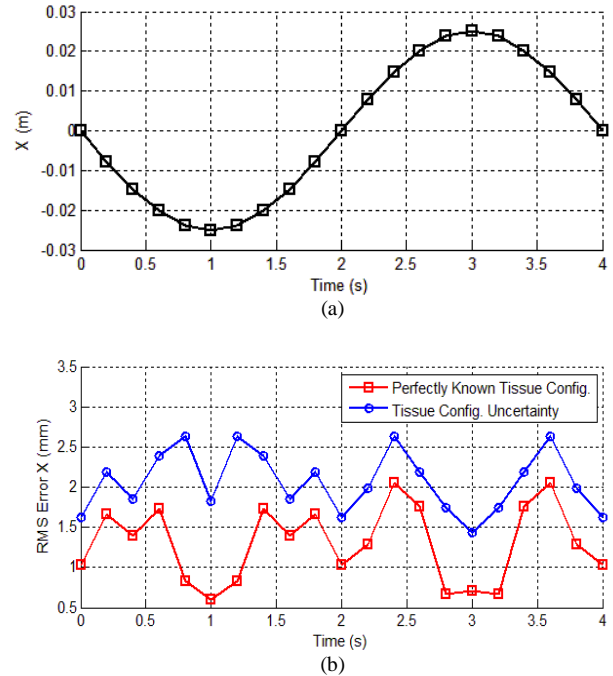 0.03
0.02
0.01
0
-0.01
-0.02
-0.03
X (m)
0 0.5 1 1.5 2 2.5 3 3.5 4
Time (s)
(a)
3.5
3
2.5
2
1.5
1
0.5
RMS Error X (mm)
Perfectly Known Tissue Config.
Tissue Config. Uncertainty
0 0.5 1 1.5 2 2.5 3 3.5 4
Time (s)
(b)